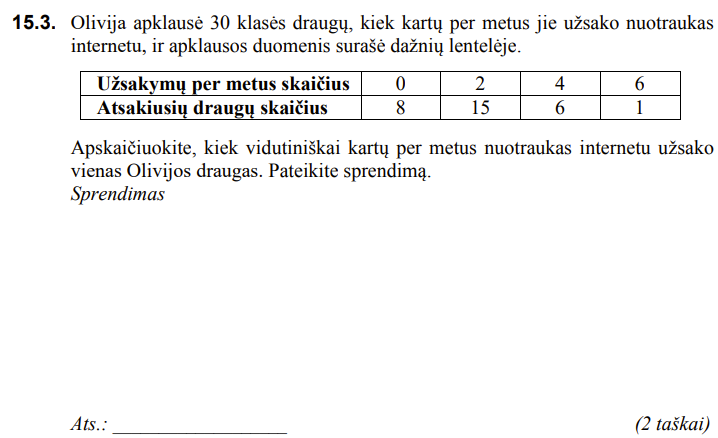 15.3. Olivija apklausė 30 klasės draugų, kiek kartų per metus jie užsako nuotraukas
internetu, ir apklausos duomenis surašė dažnių lentelėje.
Užsakymų per metus skaičius 0 2 4 6
Atsakiusių draugų skaičius 8 15 6 1
Apskaičiuokite, kiek vidutiniškai kartų per metus nuotraukas internetu užsako
vienas Olivijos draugas. Pateikite sprendimą.
Sprendimas
Ats.: __________________ (2 taškai)